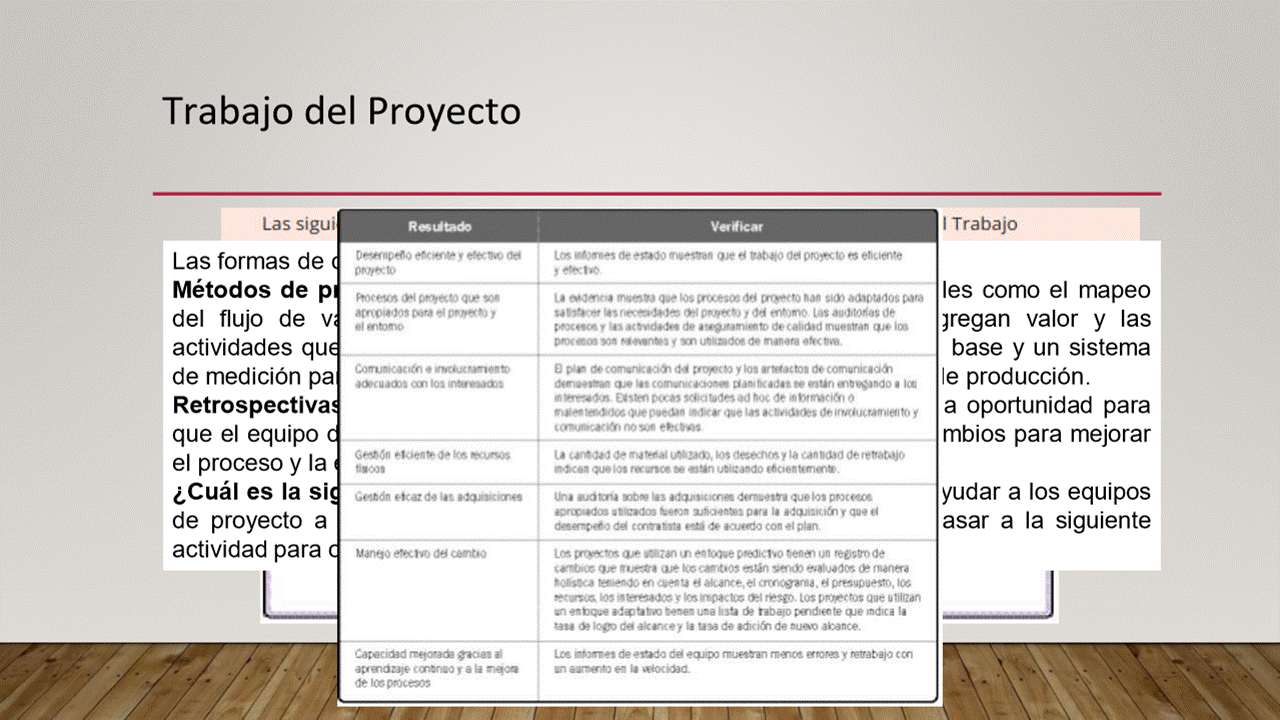 Trabajo del Proyecto
Las sigui
l Trabajo
Las formas de
Métodos de
les como el mapeo
del flujo de
gregan valor y las
actividades que
base y un sistema
de medición
de producción.
Retrospectivas
a oportunidad para
que el equipo
mbios para mejorar
el proceso y la
¿Cuál es la
yudar a los equipos
de proyecto a
asar a la siguiente
actividad para
Resultado
Verificar
Desempeño eficiente y efectivo del
proyecto
Los informes de estado muestran que el trabajo del proyecto es eficiente
y efectivo.
Procesos del proyecto que son
apropiados para el proyecto y
el entorno
La evidencia muestra que los procesos del proyecto han sido adaptados para
satisfacer las necesidades del proyecto y del entorno. Las auditorías de
procesos y las actividades de aseguramiento de calidad muestran que los
procesos son relevantes y son utilizados de manera efectiva.
Comunicación e involucramiento
adecuados con los interesados
El plan de comunicación del proyecto y los artefactos de comunicación
demuestran que las comunicaciones planificadas se están entregando a los
interesados. Existen pocas solicitudes ad hoc de información o
malentendidos que puedan indicar que las actividades de involucramiento y
comunicación no son efectivas.
Gestión eficiente de los recursos
físicos
La cantidad de material utilizado, los desechos y la cantidad de retrabajo
indican que los recursos se están utilizando eficientemente.
Gestión eficaz de las adquisiciones
Una auditoría sobre las adquisiciones demuestra que los procesos
apropiados utilizados fueron suficientes para la adquisición y que el
desempeño del contratista está de acuerdo con el plan.
Manejo efectivo del cambio
Los proyectos que utilizan un enfoque predictivo tienen un registro de
cambios que muestra que los cambios están siendo evaluados de manera
holística teniendo en cuenta el alcance, el cronograma, el presupuesto, los
recursos, los interesados y los impactos del riesgo. Los proyectos que utilizan
un enfoque adaptativo tienen una lista de trabajo pendiente que indica la
tasa de logro del alcance y la tasa de adición de nuevo alcance.
Capacidad mejorada gracias al
aprendizaje continuo y a la mejora
de los procesos
Los informes de estado del equipo muestran menos errores y retrabajo con
un aumento en la velocidad.